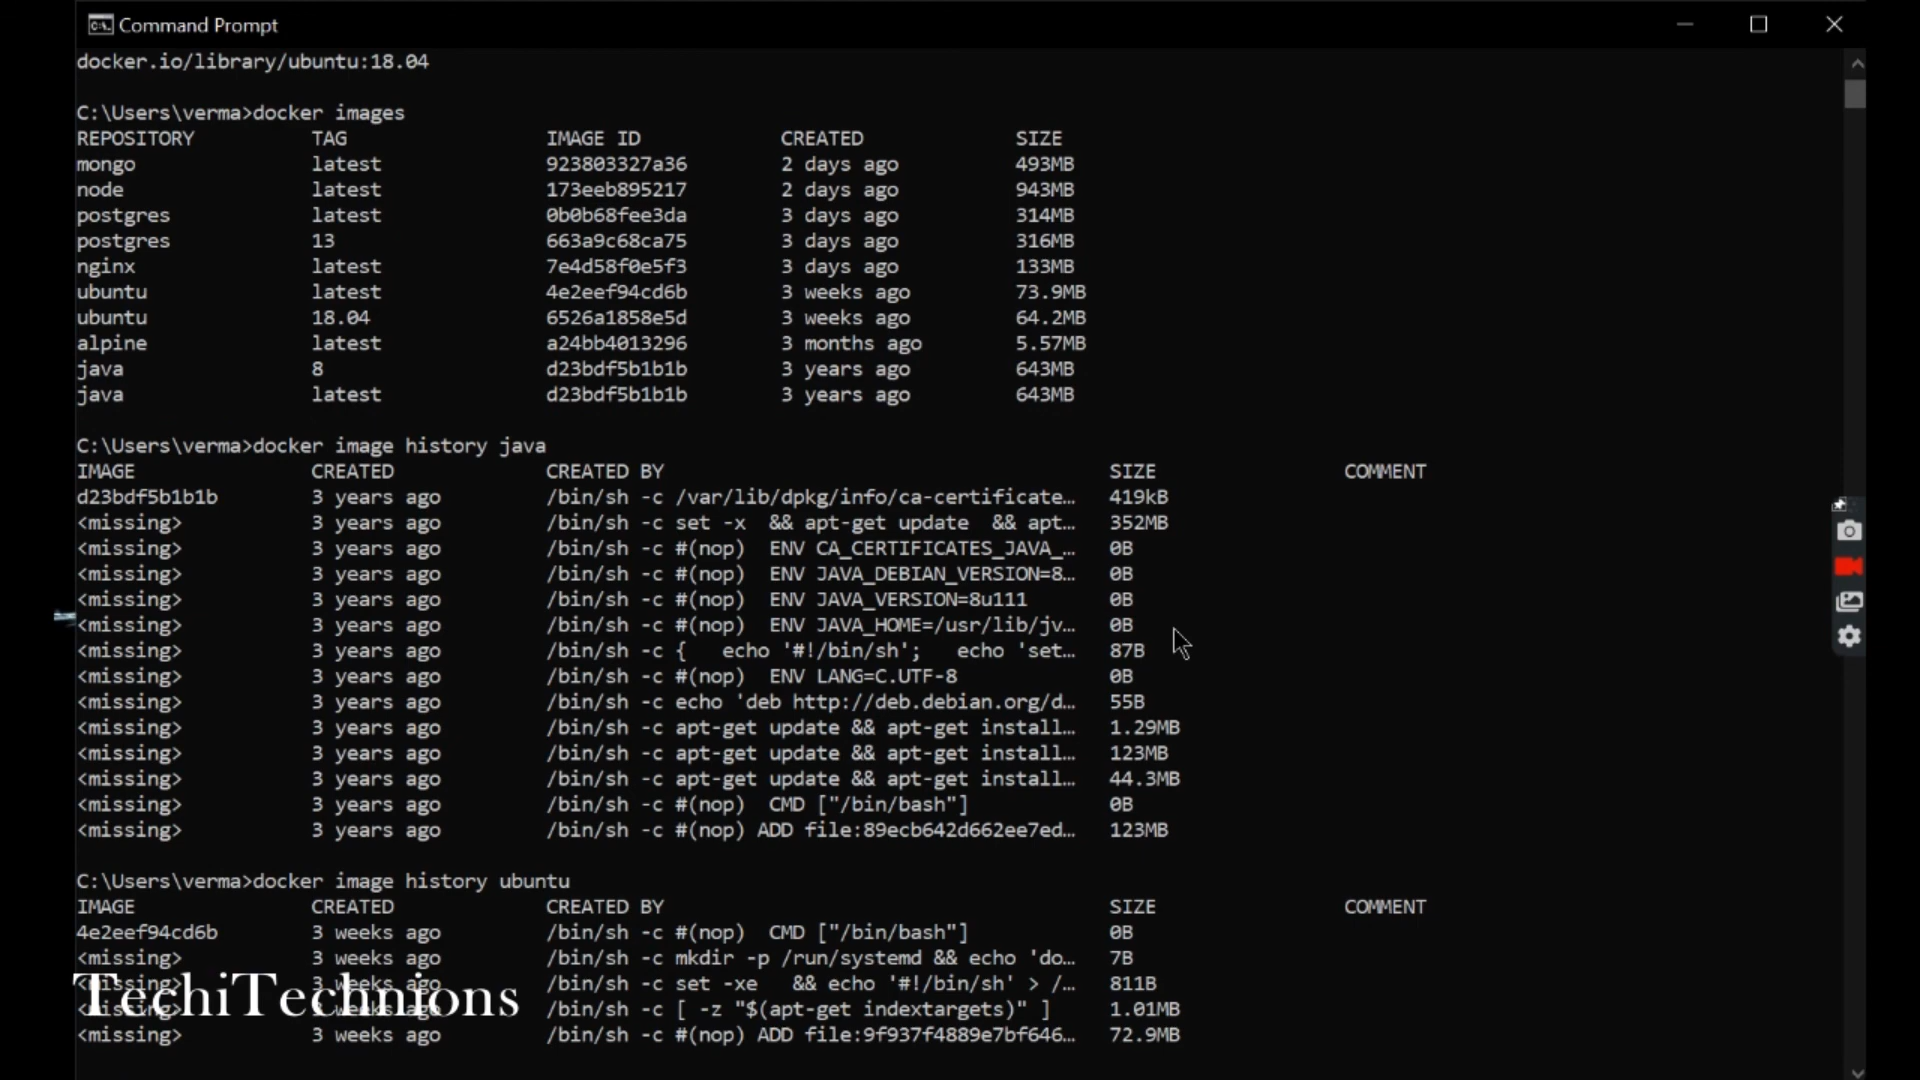 Command Prompt
docker.io/library/ubuntu:18.04
C:\Users\verma>docker images
REPOSITORY TAG IMAGE ID CREATED SIZE
mongo latest 923803327a36 2 days ago 493MB
node latest 173eeb895217 2 days ago 943MB
postgres latest 0b0b68fee3da 3 days ago 314MB
postgres 13 663a9c68ca75 3 days ago 316MB
nginx latest 7e4d58f0e5f3 3 days ago 133MB
ubuntu latest 4e2eef94cd6b 3 weeks ago 73.9MB
ubuntu 18.04 6526a1858e5d 3 weeks ago 64.2MB
alpine latest a24bb4013296 3 months ago 5.57MB
java 8 d23bdf5b1b1b 3 years ago 643MB
java latest d23bdf5b1b1b 3 years ago 643MB
C:\Users\verma>docker image history java
IMAGE CREATED CREATED BY SIZE COMMENT
d23bdf5b1b1b 3 years ago /bin/sh -c /var/lib/dpkg/info/ca-certificate… 419kB
<missing> 3 years ago /bin/sh -c set -x  && apt-get update  && apt… 352MB
<missing> 3 years ago /bin/sh -c #(nop)  ENV CA_CERTIFICATES_JAVA_… 0B
<missing> 3 years ago /bin/sh -c #(nop)  ENV JAVA_DEBIAN_VERSION=8… 0B
<missing> 3 years ago /bin/sh -c #(nop)  ENV JAVA_VERSION=8u111 0B
<missing> 3 years ago /bin/sh -c #(nop)  ENV JAVA_HOME=/usr/lib/jv… 0B
<missing> 3 years ago /bin/sh -c {   echo '#!/bin/sh';   echo 'set… 87B
<missing> 3 years ago /bin/sh -c #(nop)  ENV LANG=C.UTF-8 0B
<missing> 3 years ago /bin/sh -c echo 'deb http://deb.debian.org/d… 55B
<missing> 3 years ago /bin/sh -c apt-get update && apt-get install… 1.29MB
<missing> 3 years ago /bin/sh -c apt-get update && apt-get install… 123MB
<missing> 3 years ago /bin/sh -c apt-get update && apt-get install… 44.3MB
<missing> 3 years ago /bin/sh -c #(nop)  CMD ["/bin/bash"] 0B
<missing> 3 years ago /bin/sh -c #(nop) ADD file:89ecb642d662ee7ed… 123MB
C:\Users\verma>docker image history ubuntu
IMAGE CREATED CREATED BY SIZE COMMENT
4e2eef94cd6b 3 weeks ago /bin/sh -c #(nop)  CMD ["/bin/bash"] 0B
<missing> 3 weeks ago /bin/sh -c mkdir -p /run/systemd && echo 'do… 7B
<missing> 3 weeks ago /bin/sh -c set -xe   && echo '#!/bin/sh' > /… 811B
TechiTechnions
<missing> 3 weeks ago /bin/sh -c [ -z "$(apt-get indextargets)" ] 1.01MB
<missing> 3 weeks ago /bin/sh -c #(nop) ADD file:9f937f4889e7bf646… 72.9MB